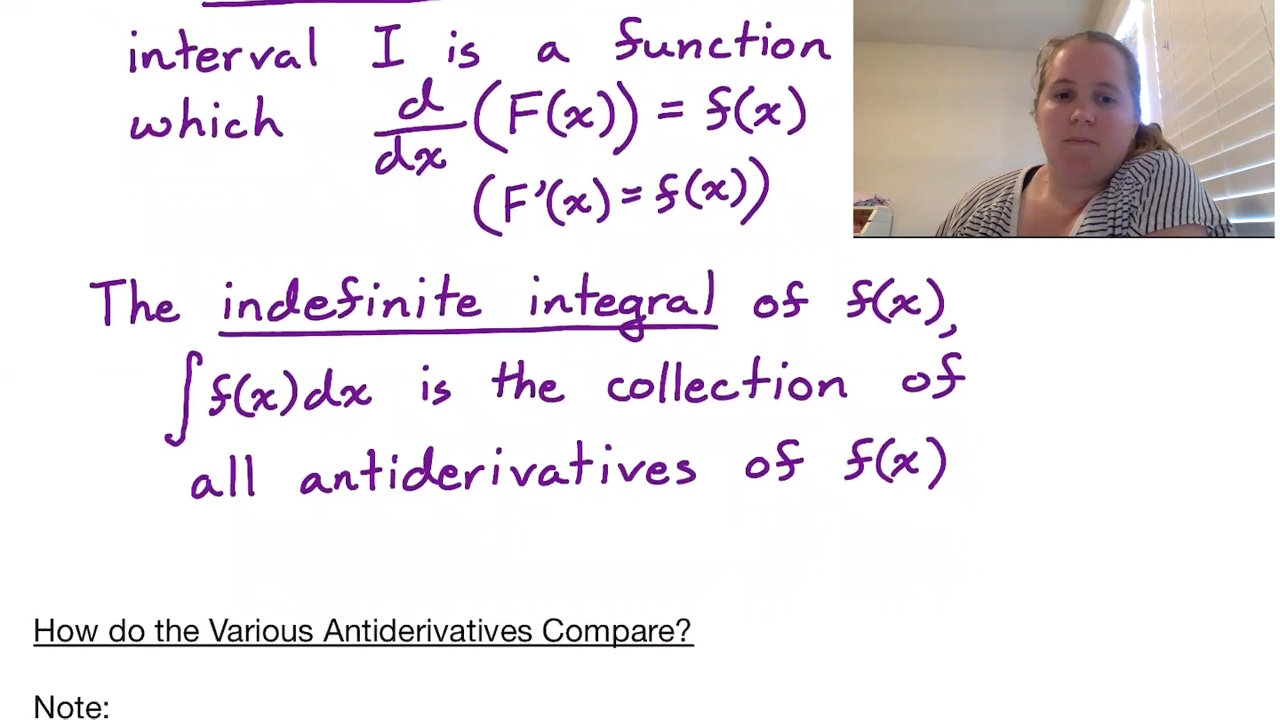 interval I is a function
which d/dx (F(x)) = f(x)
(F'(x) = f(x))
The indefinite integral of f(x),
∫f(x)dx is the collection of
all antiderivatives of f(x)
How do the Various Antiderivatives Compare?
Note: